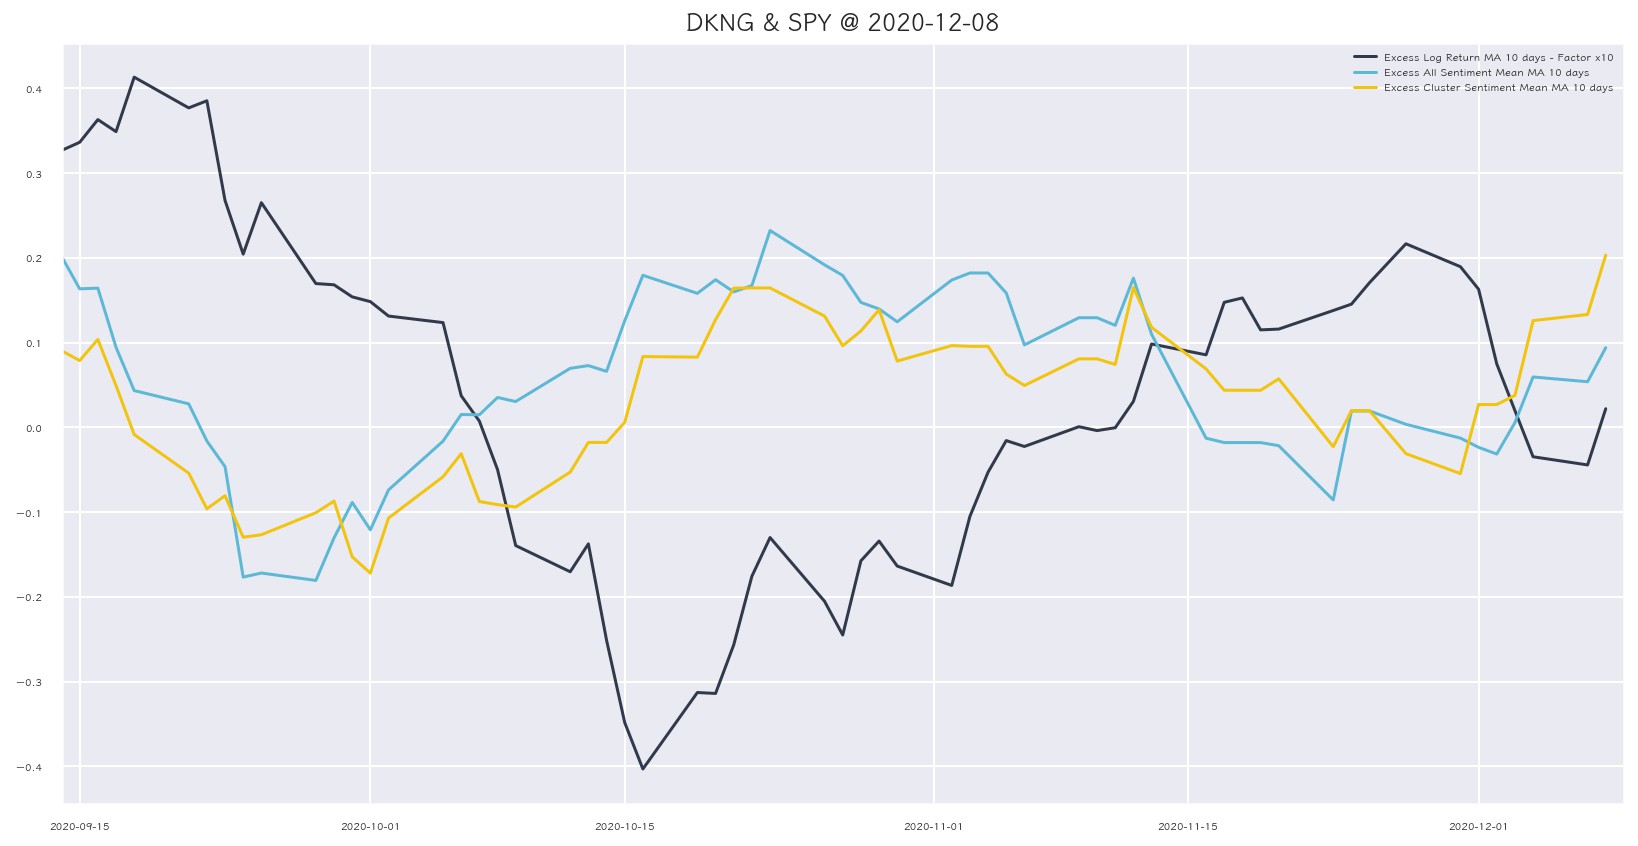 DKNG & SPY @ 2020-12-08
Excess Log Return MA 10 days - Factor x10
Excess All Sentiment Mean MA 10 days
Excess Cluster Sentiment Mean MA 10 days
0.4
0.3
0.2
0.1
0.0
−0.1
−0.2
−0.3
−0.4
2020-09-15 2020-10-01 2020-10-15 2020-11-01 2020-11-15 2020-12-01